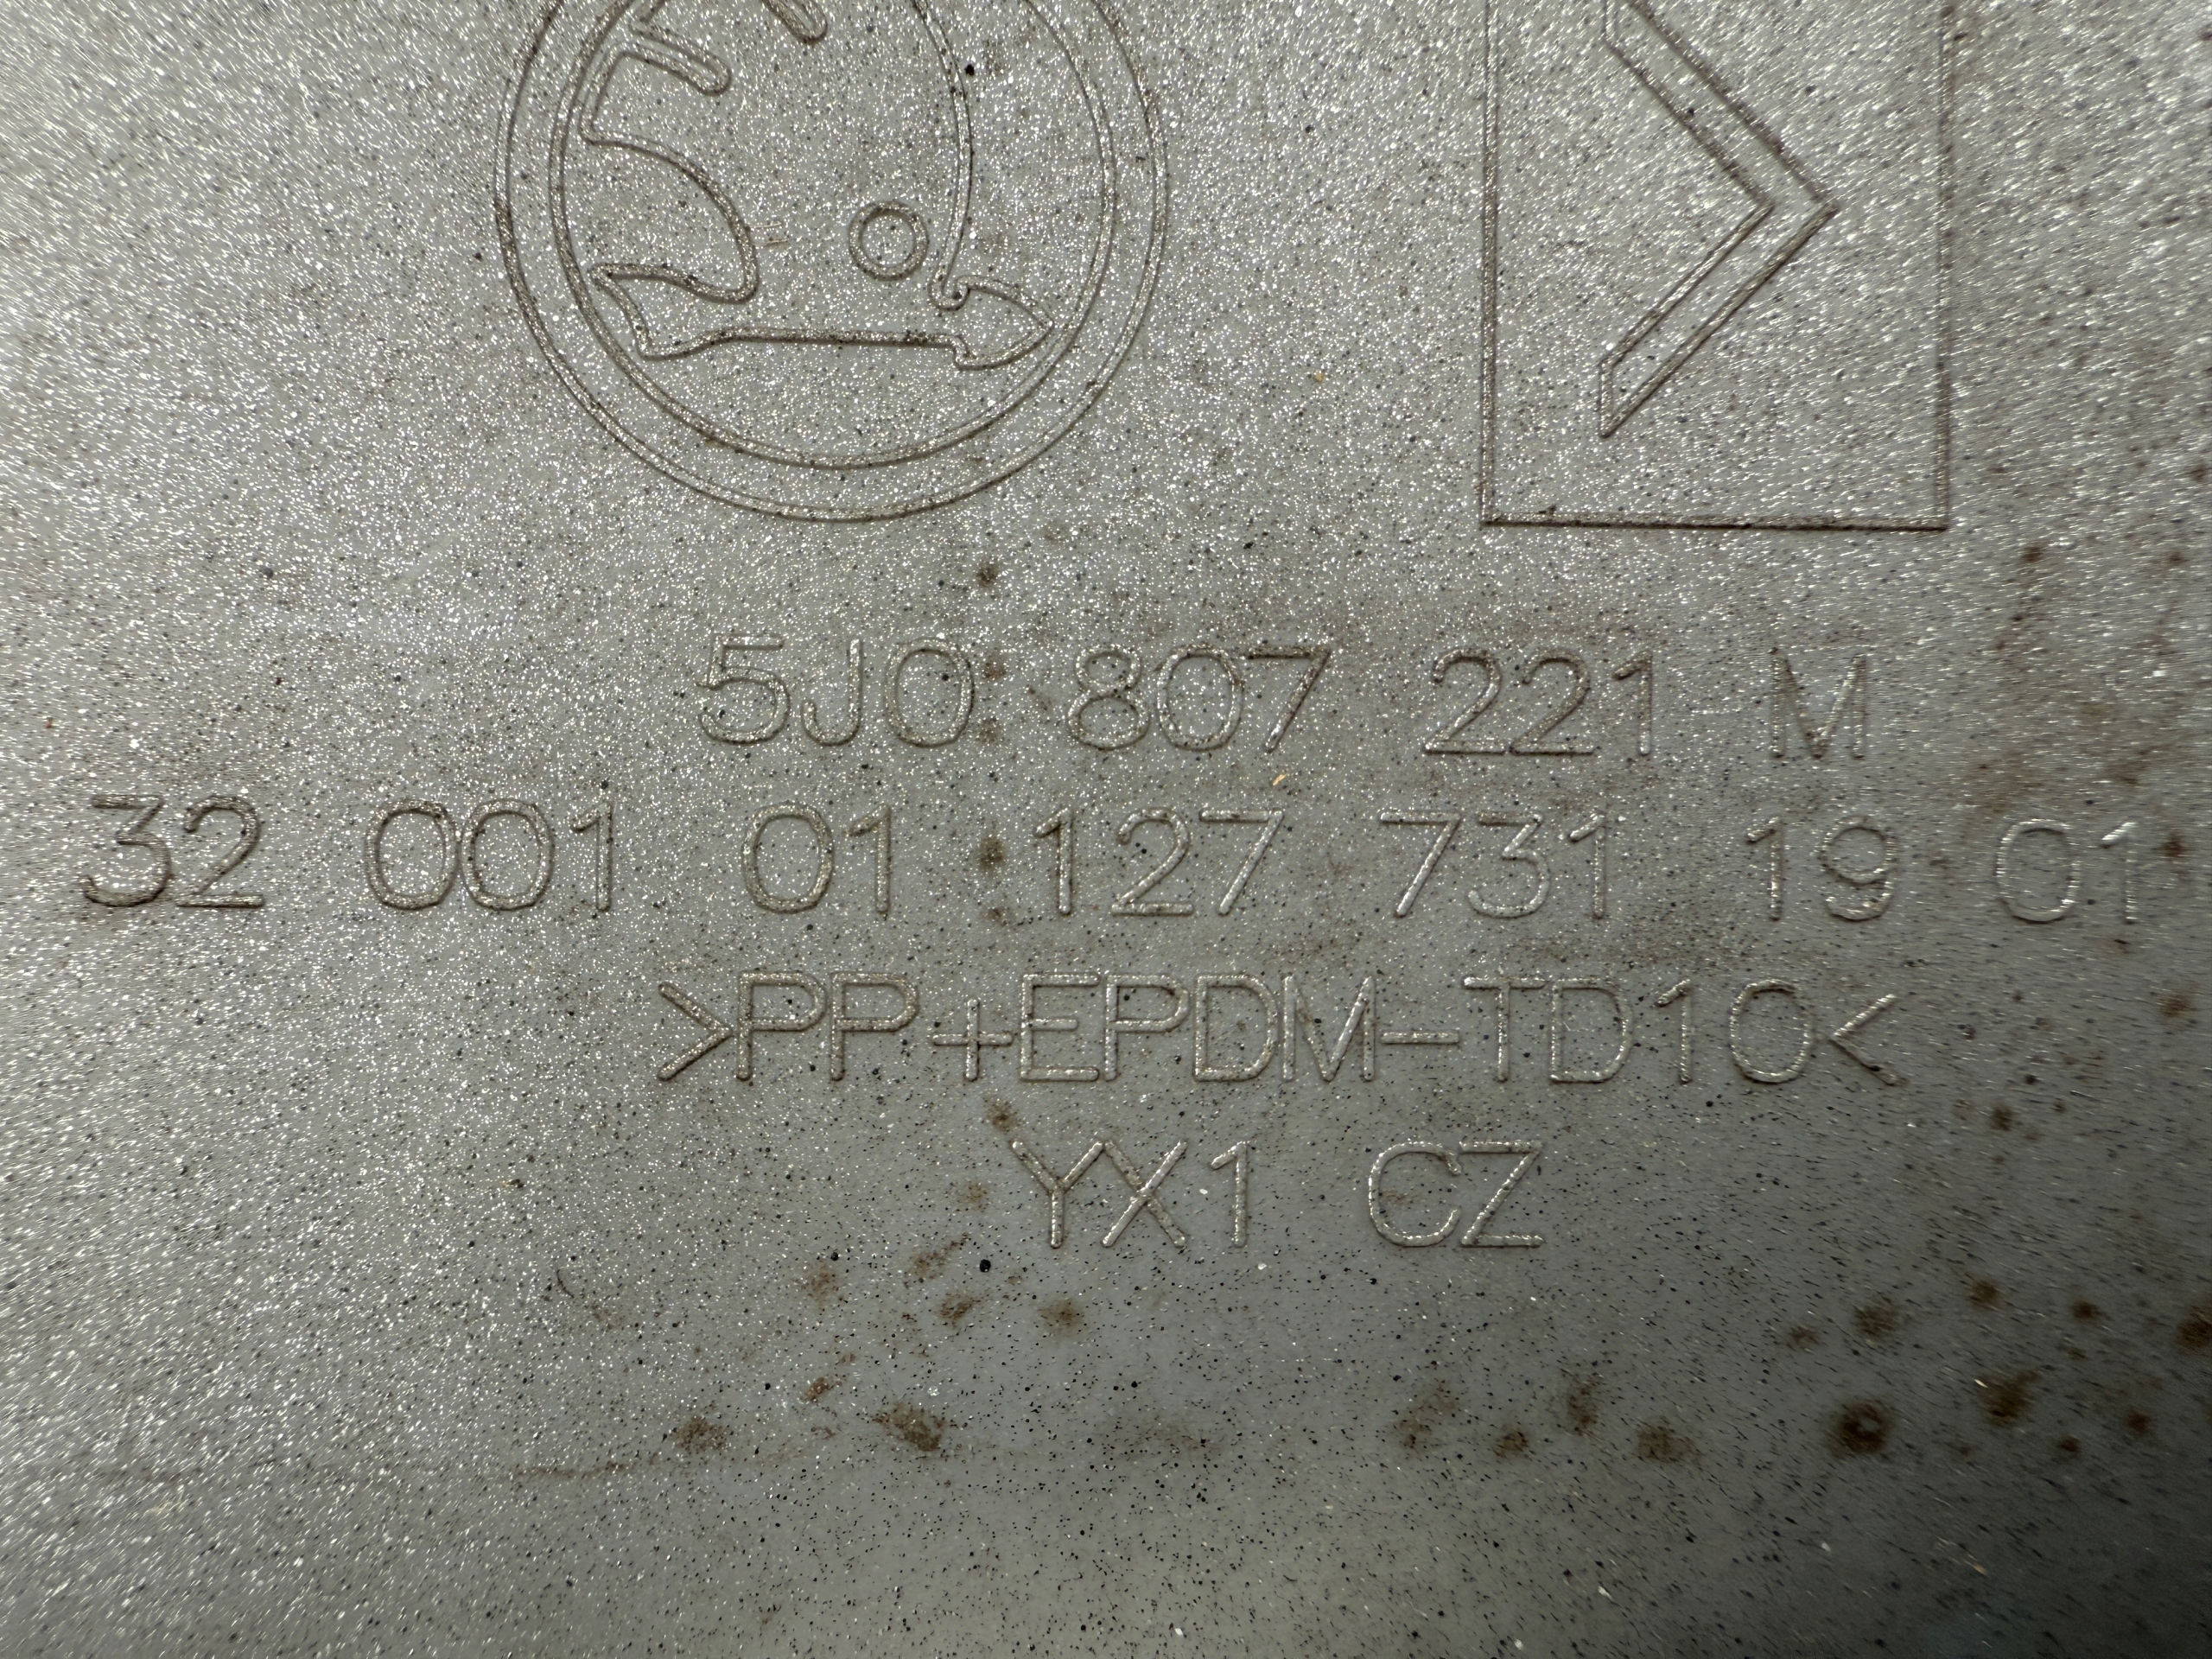 5J0 807 221 M
32 001 01 127 731 19 01
>PP+EPDM-TD10<
YX1 CZ